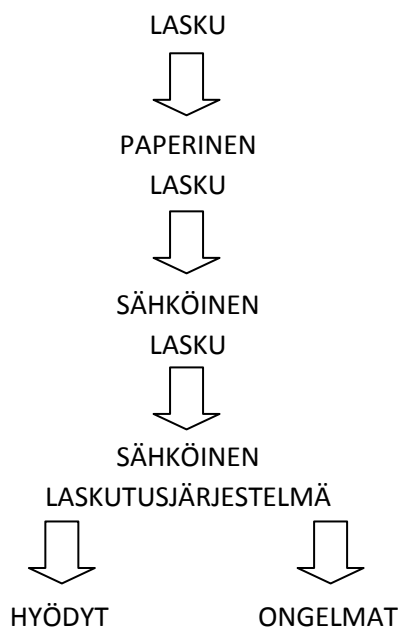 LASKU
PAPERINEN
LASKU
SÄHKÖINEN
LASKU
SÄHKÖINEN
LASKUTUSJÄRJESTELMÄ
HYÖDYT ONGELMAT